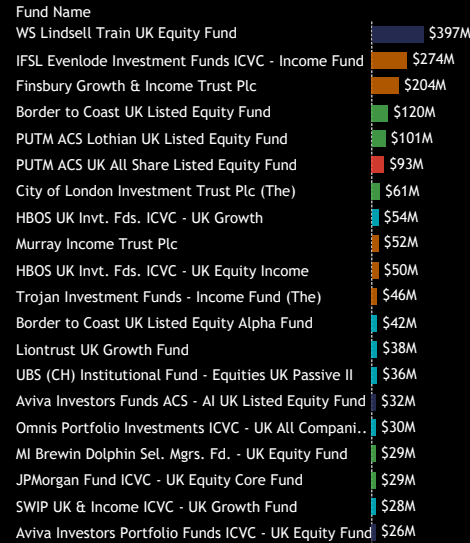 Fund Name
WS Lindsell Train UK Equity Fund $397M
IFSL Evenlode Investment Funds ICVC - Income Fund $274M
Finsbury Growth & Income Trust Plc $204M
Border to Coast UK Listed Equity Fund $120M
PUTM ACS Lothian UK Listed Equity Fund $101M
PUTM ACS UK All Share Listed Equity Fund $93M
City of London Investment Trust Plc (The) $61M
HBOS UK Invt. Fds. ICVC - UK Growth $54M
Murray Income Trust Plc $52M
HBOS UK Invt. Fds. ICVC - UK Equity Income $50M
Trojan Investment Funds - Income Fund (The) $46M
Border to Coast UK Listed Equity Alpha Fund $42M
Liontrust UK Growth Fund $38M
UBS (CH) Institutional Fund - Equities UK Passive II $36M
Aviva Investors Funds ACS - AI UK Listed Equity Fund $32M
Omnis Portfolio Investments ICVC - UK All Compani.. $30M
MI Brewin Dolphin Sel. Mgrs. Fd. - UK Equity Fund $29M
JPMorgan Fund ICVC - UK Equity Core Fund $29M
SWIP UK & Income ICVC - UK Growth Fund $28M
Aviva Investors Portfolio Funds ICVC - UK Equity Fund $26M